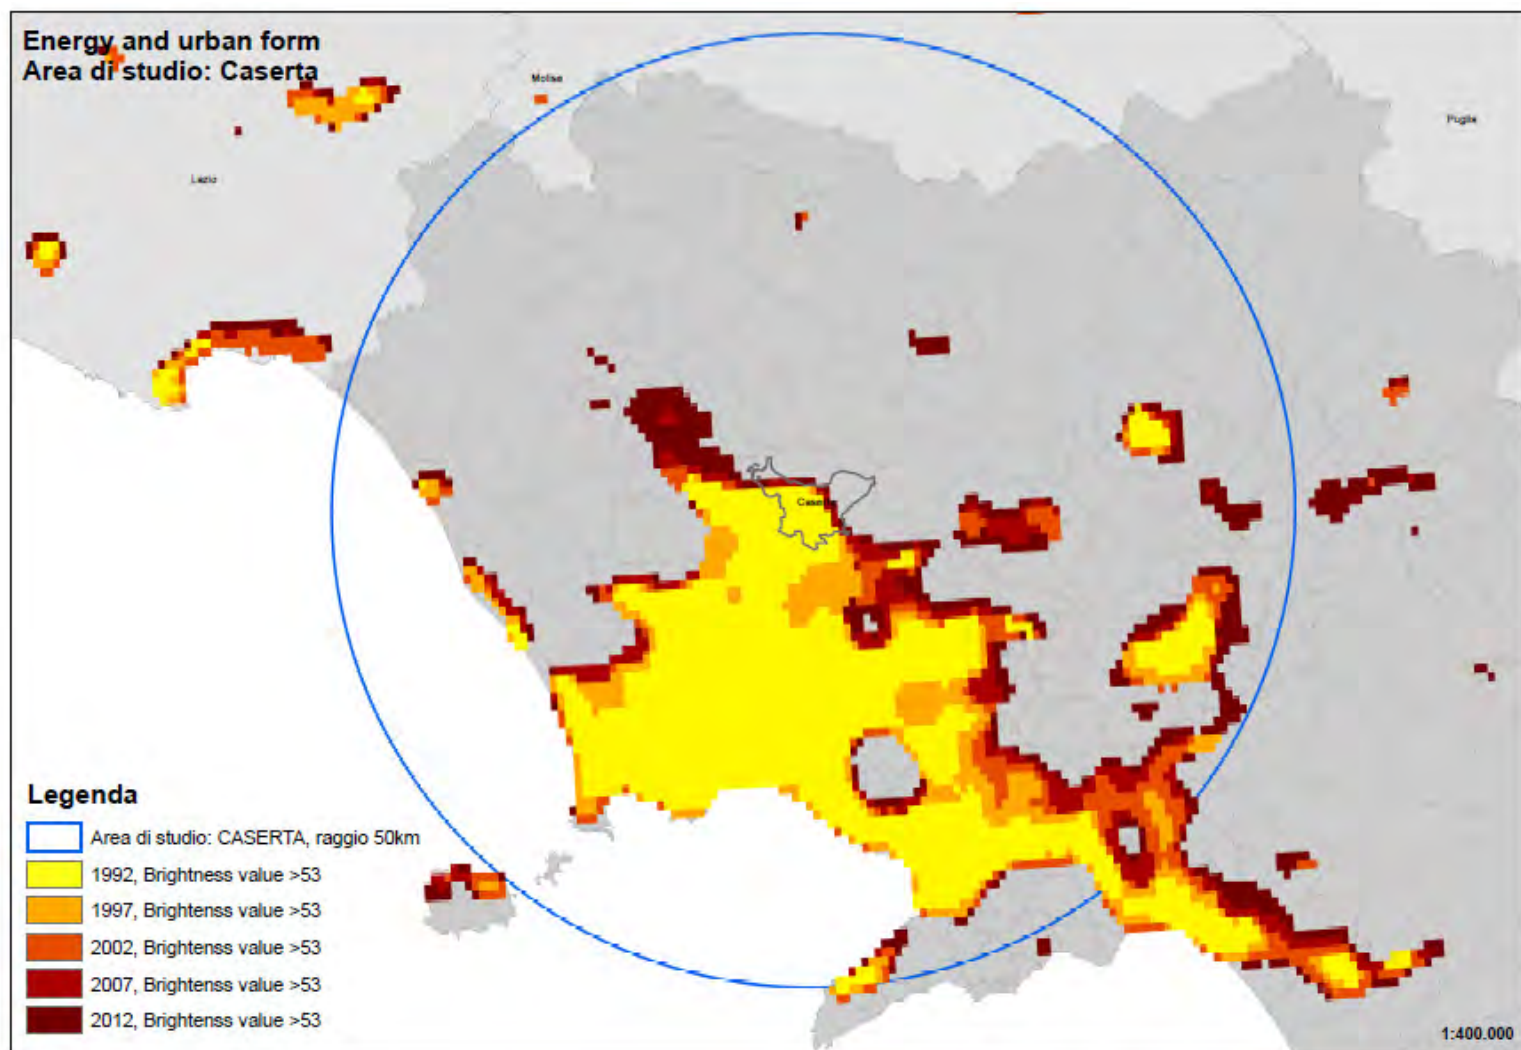 Energy and urban form
Area di studio: Caserta
Molise
Puglia
Lazio
Caserta
Legenda
Area di studio: CASERTA, raggio 50km
1992, Brightness value >53
1997, Brightenss value >53
2002, Brightenss value >53
2007, Brightenss value >53
2012, Brightenss value >53
1:400.000